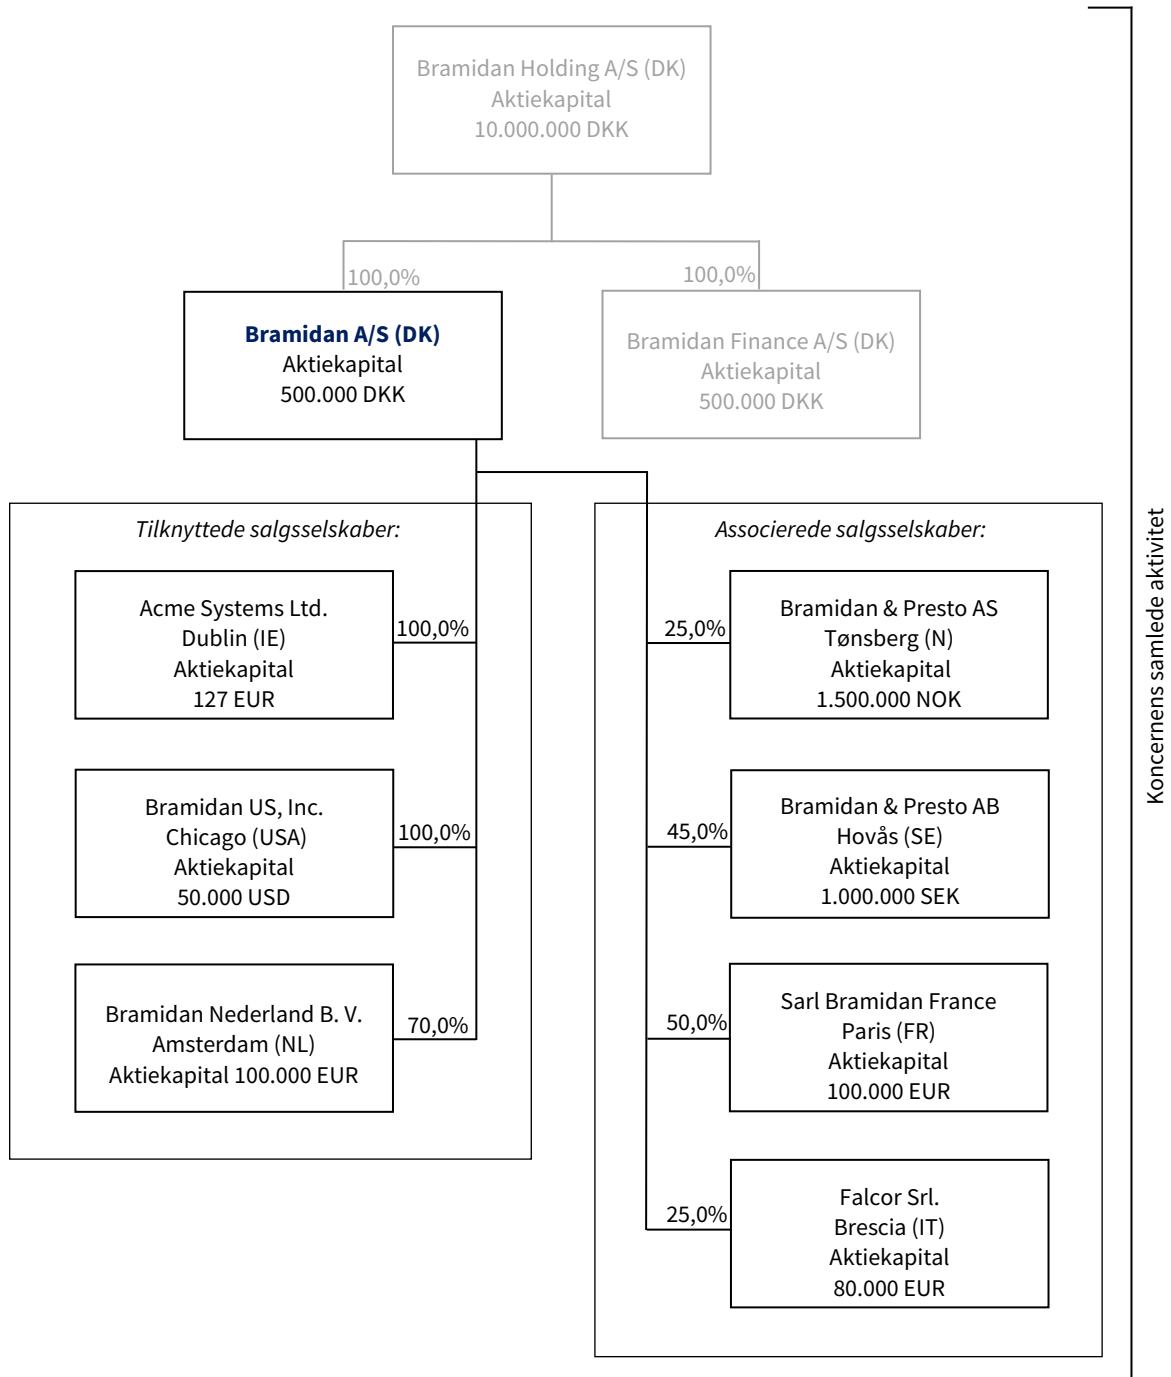 Bramidan Holding A/S (DK)
Aktiekapital
10.000.000 DKK
100,0%
100,0%
Bramidan A/S (DK)
Aktiekapital
500.000 DKK
Bramidan Finance A/S (DK)
Aktiekapital
500.000 DKK
Tilknyttede salgsselskaber:
Acme Systems Ltd.
Dublin (IE)
Aktiekapital
127 EUR
100,0%
Bramidan US, Inc.
Chicago (USA)
Aktiekapital
50.000 USD
100,0%
Bramidan Nederland B. V.
Amsterdam (NL)
Aktiekapital 100.000 EUR
70,0%
Associerede salgsselskaber:
25,0%
Bramidan & Presto AS
Tønsberg (N)
Aktiekapital
1.500.000 NOK
45,0%
Bramidan & Presto AB
Hovås (SE)
Aktiekapital
1.000.000 SEK
50,0%
Sarl Bramidan France
Paris (FR)
Aktiekapital
100.000 EUR
25,0%
Falcor Srl.
Brescia (IT)
Aktiekapital
80.000 EUR
Koncernens samlede aktivitet